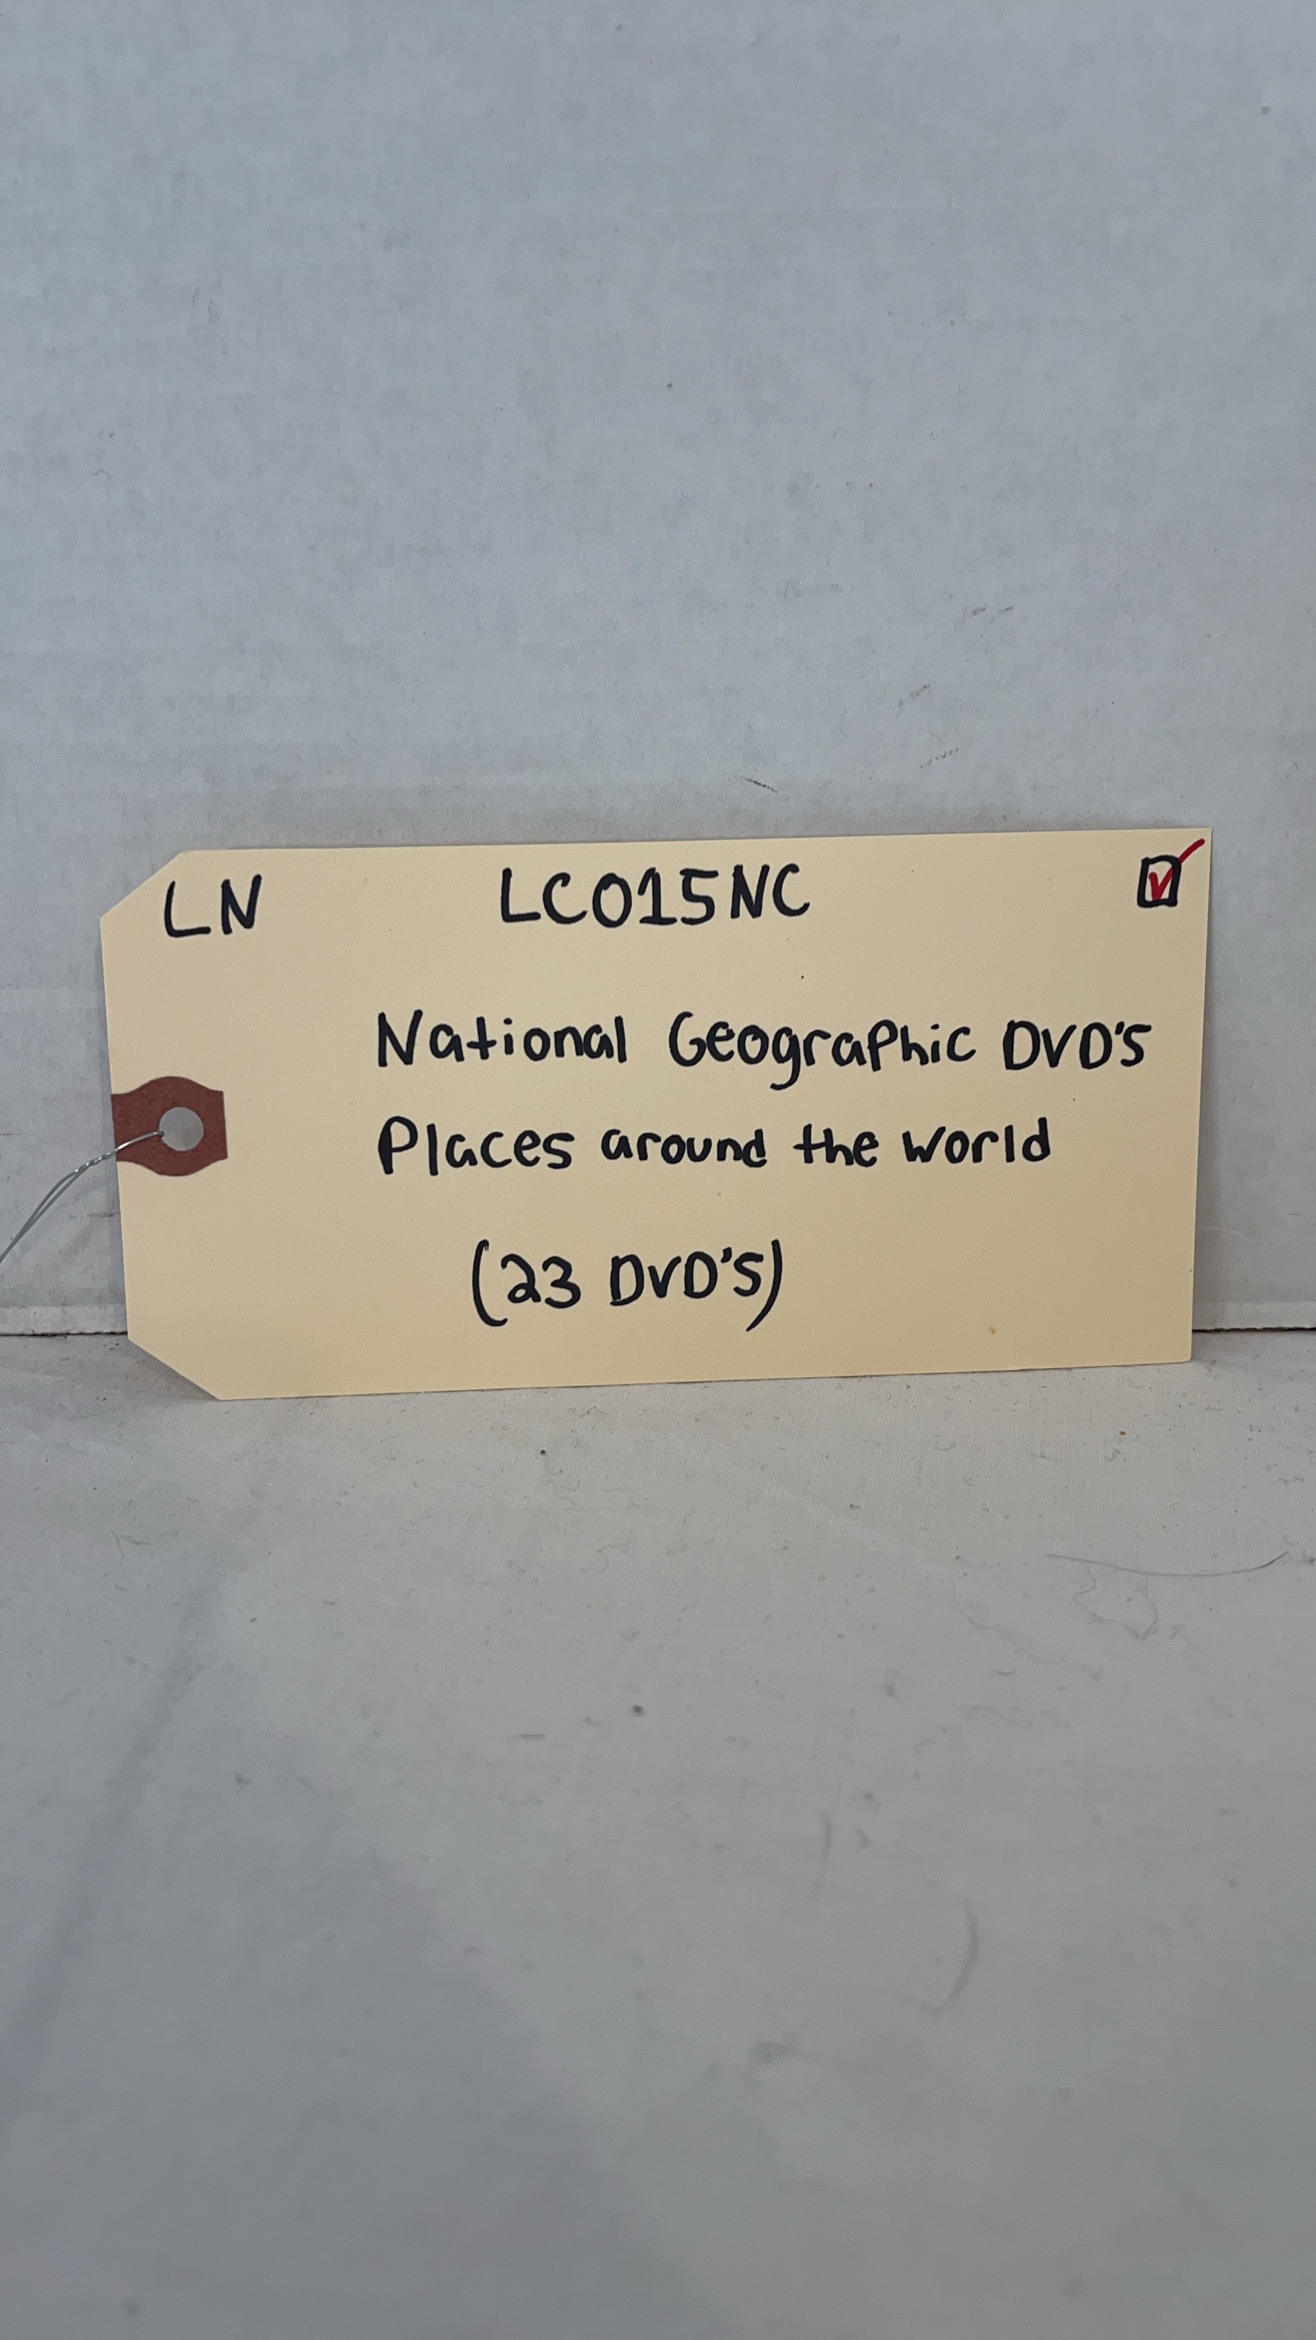 LN LC015NC ☑
National Geographic DVD'S
Places around the world
(23 DVD'S)